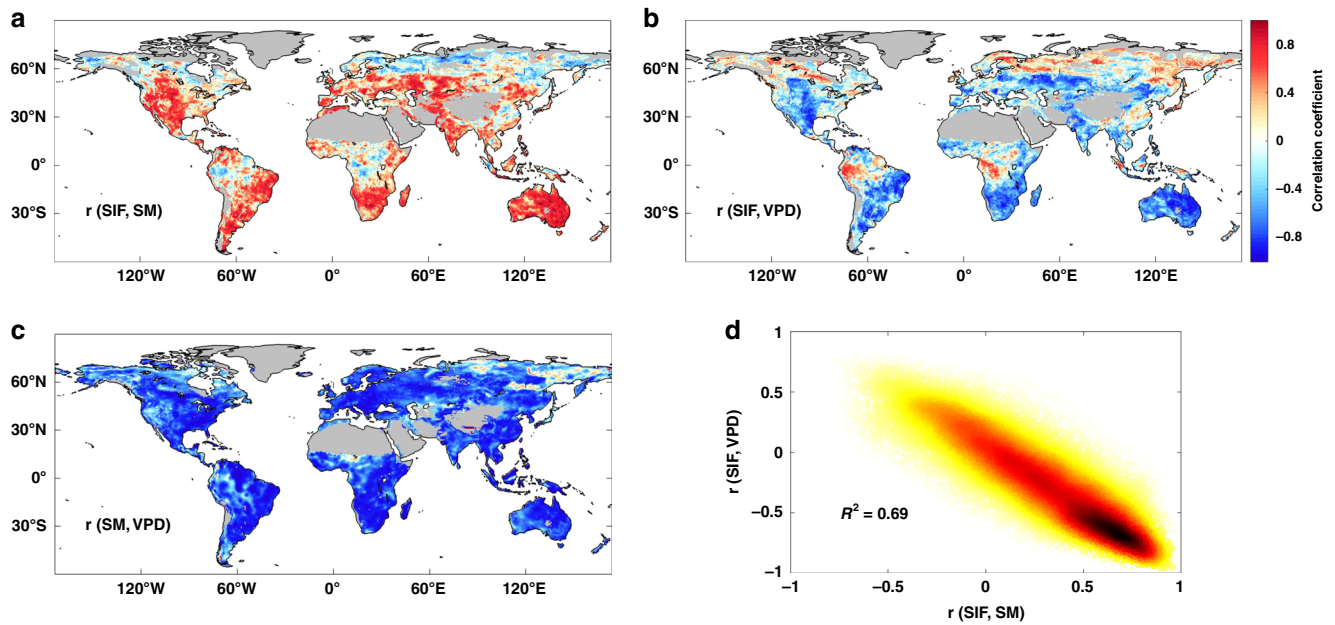 a
60°N
30°N
0°
30°S
r (SIF, SM)
120°W 60°W 0° 60°E 120°E
b
60°N
30°N
0°
30°S
r (SIF, VPD)
120°W 60°W 0° 60°E 120°E
0.8
0.4
0
−0.4
−0.8
Correlation coefficient
c
60°N
30°N
0°
30°S
r (SM, VPD)
120°W 60°W 0° 60°E 120°E
d
1
0.5
0
−0.5
−1
r (SIF, VPD)
R² = 0.69
−1 −0.5 0 0.5 1
r (SIF, SM)